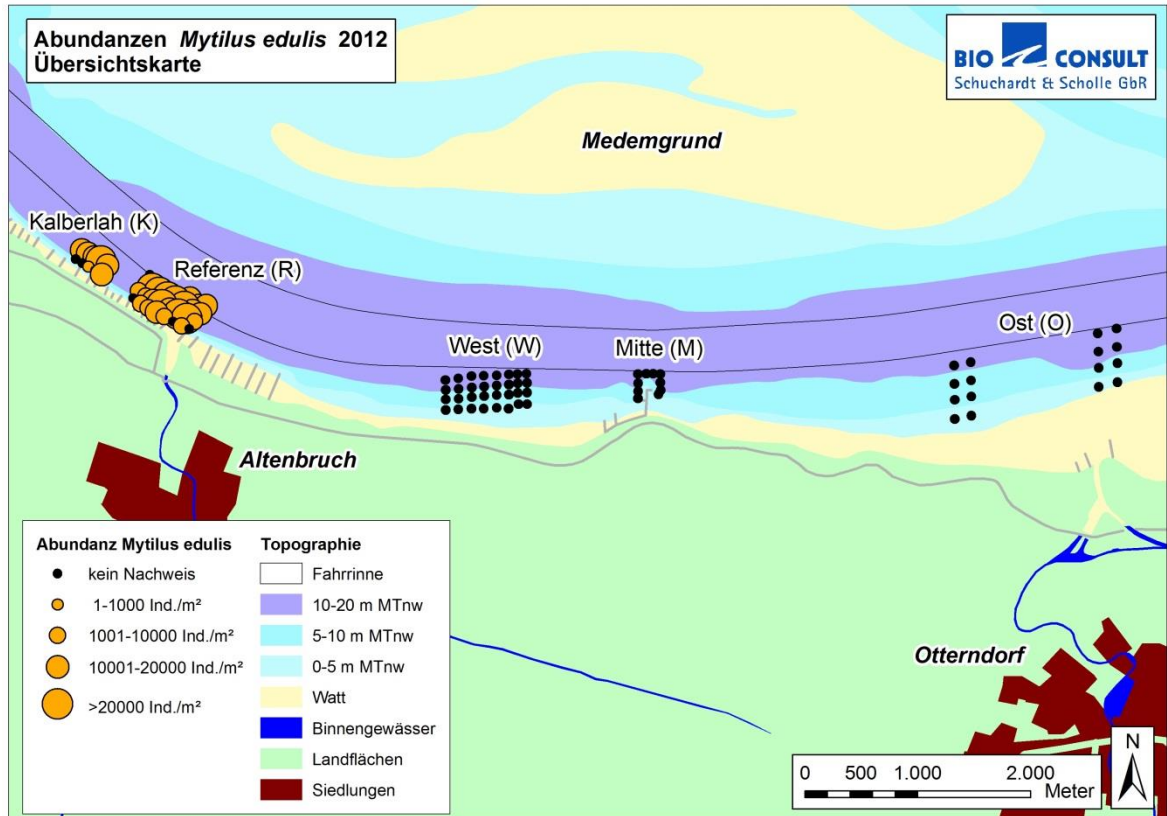 Abundanzen Mytilus edulis 2012
Übersichtskarte
BIO CONSULT
Schuchardt & Scholle GbR
Medemgrund
Kalberlah (K)
Referenz (R)
West (W)
Mitte (M)
Ost (O)
Altenbruch
Otterndorf
Abundanz Mytilus edulis
kein Nachweis
1-1000 Ind./m²
1001-10000 Ind./m²
10001-20000 Ind./m²
>20000 Ind./m²
Topographie
Fahrrinne
10-20 m MTnw
5-10 m MTnw
0-5 m MTnw
Watt
Binnengewässer
Landflächen
Siedlungen
0 500 1.000 2.000
Meter
N